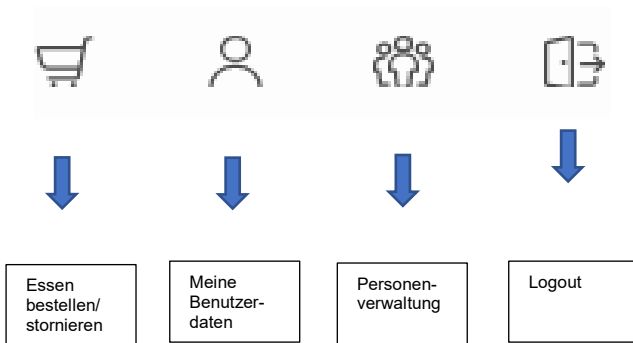 Essen
bestellen/
stornieren
Meine
Benutzer-
daten
Personen-
verwaltung
Logout